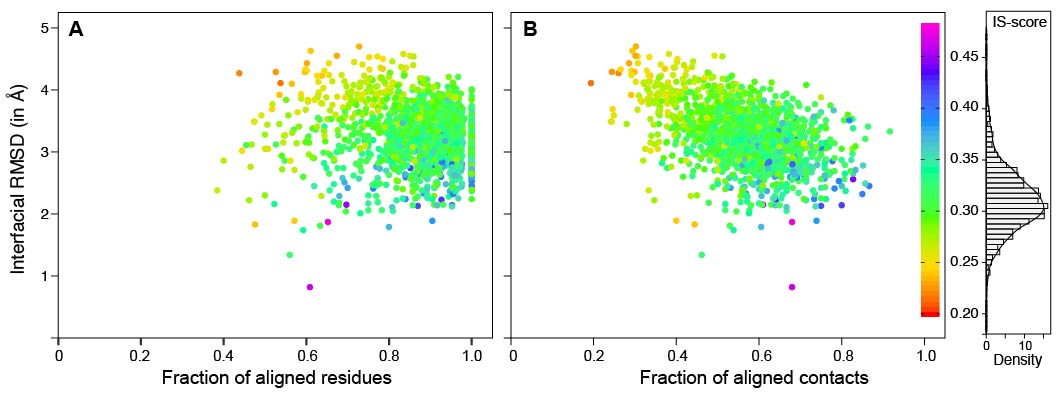 A
B
IS-score
5
4
3
2
1
Interfacial RMSD (in Å)
0 0.2 0.4 0.6 0.8 1.0
Fraction of aligned residues
0 0.2 0.4 0.6 0.8 1.0
Fraction of aligned contacts
0.45
0.40
0.35
0.30
0.25
0.20
0 10
Density